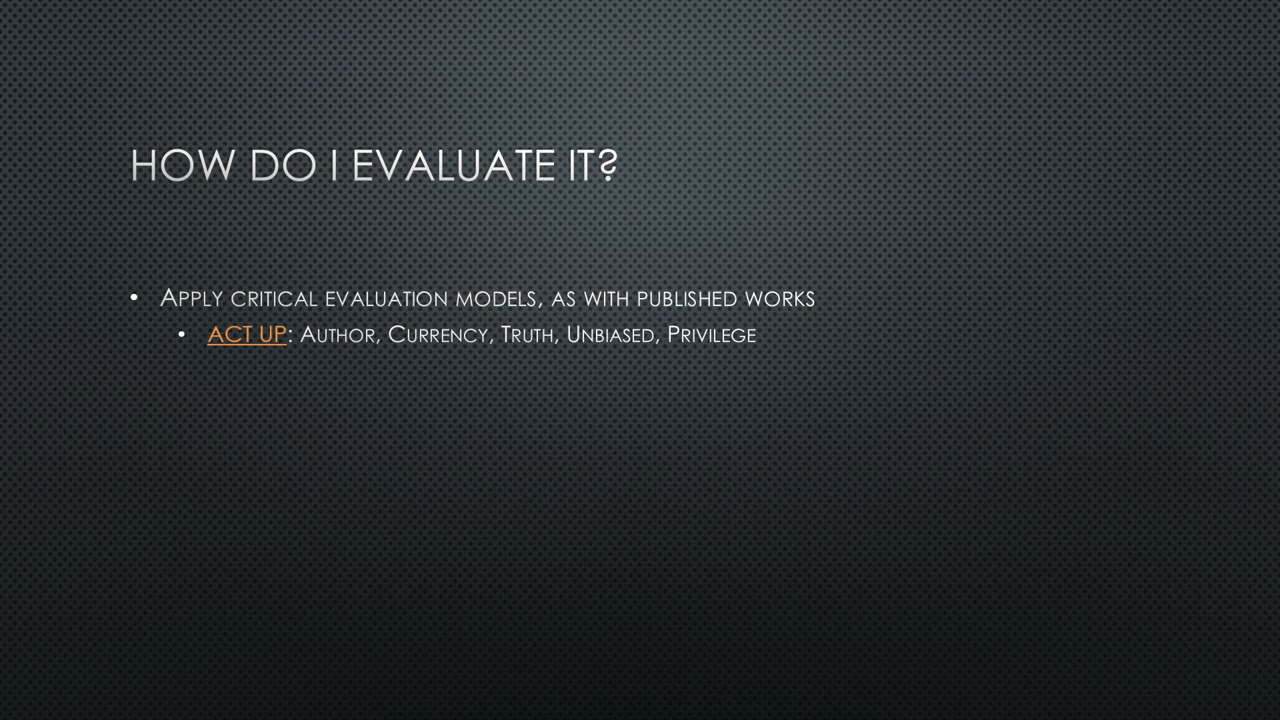 HOW DO I EVALUATE IT?
• APPLY CRITICAL EVALUATION MODELS, AS WITH PUBLISHED WORKS
• ACT UP: AUTHOR, CURRENCY, TRUTH, UNBIASED, PRIVILEGE